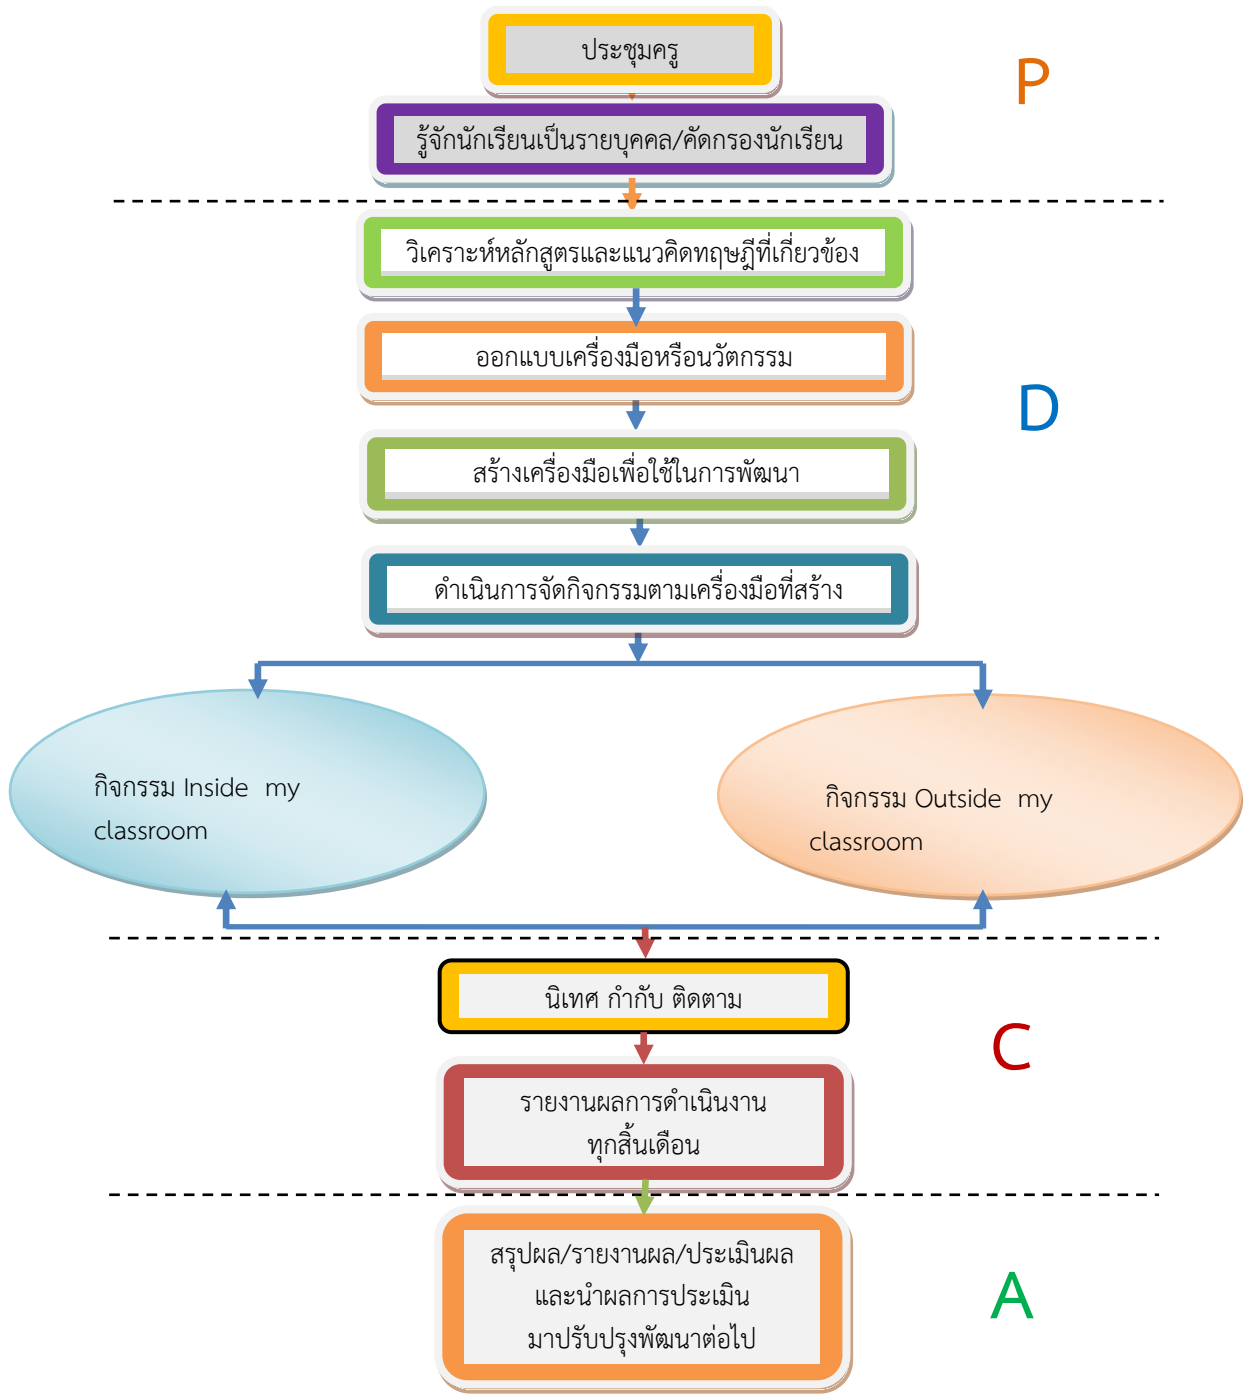 ประชุมครู
P
รู้จักนักเรียนเป็นรายบุคคล/คัดกรองนักเรียน
วิเคราะห์หลักสูตรและแนวคิดทฤษฎีที่เกี่ยวข้อง
ออกแบบเครื่องมือหรือนวัตกรรม
D
สร้างเครื่องมือเพื่อใช้ในการพัฒนา
ดำเนินการจัดกิจกรรมตามเครื่องมือที่สร้าง
กิจกรรม Inside my
classroom
กิจกรรม Outside my
classroom
นิเทศ กำกับ ติดตาม
C
รายงานผลการดำเนินงาน
ทุกสิ้นเดือน
สรุปผล/รายงานผล/ประเมินผล
และนำผลการประเมิน
มาปรับปรุงพัฒนาต่อไป
A